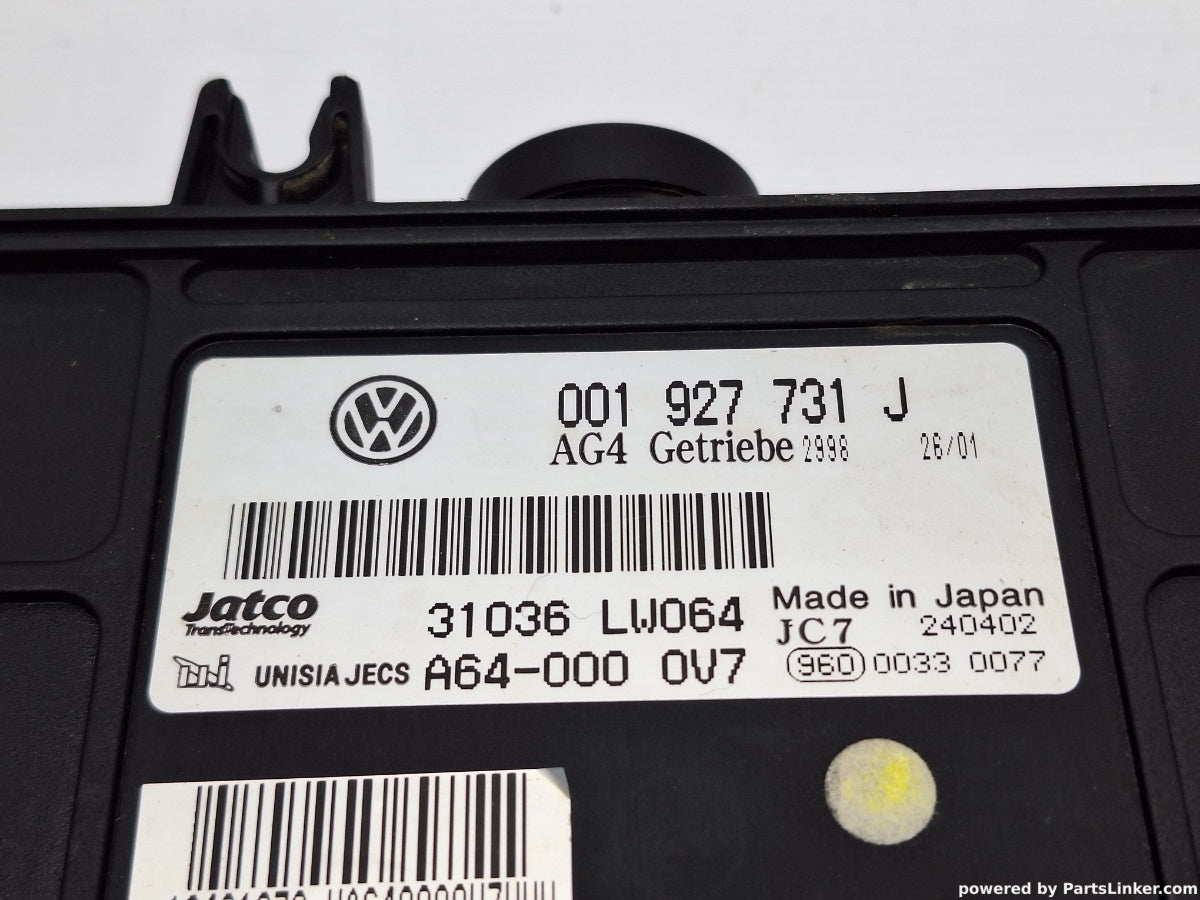 001 927 731 J
AG4 Getriebe 2998 26/01
Jatco
TransTechnology
31036 LW064
Made in Japan
JC7 240402
UNISIA JECS A64-000 0V7
960 0033 0077
powered by PartsLinker.com